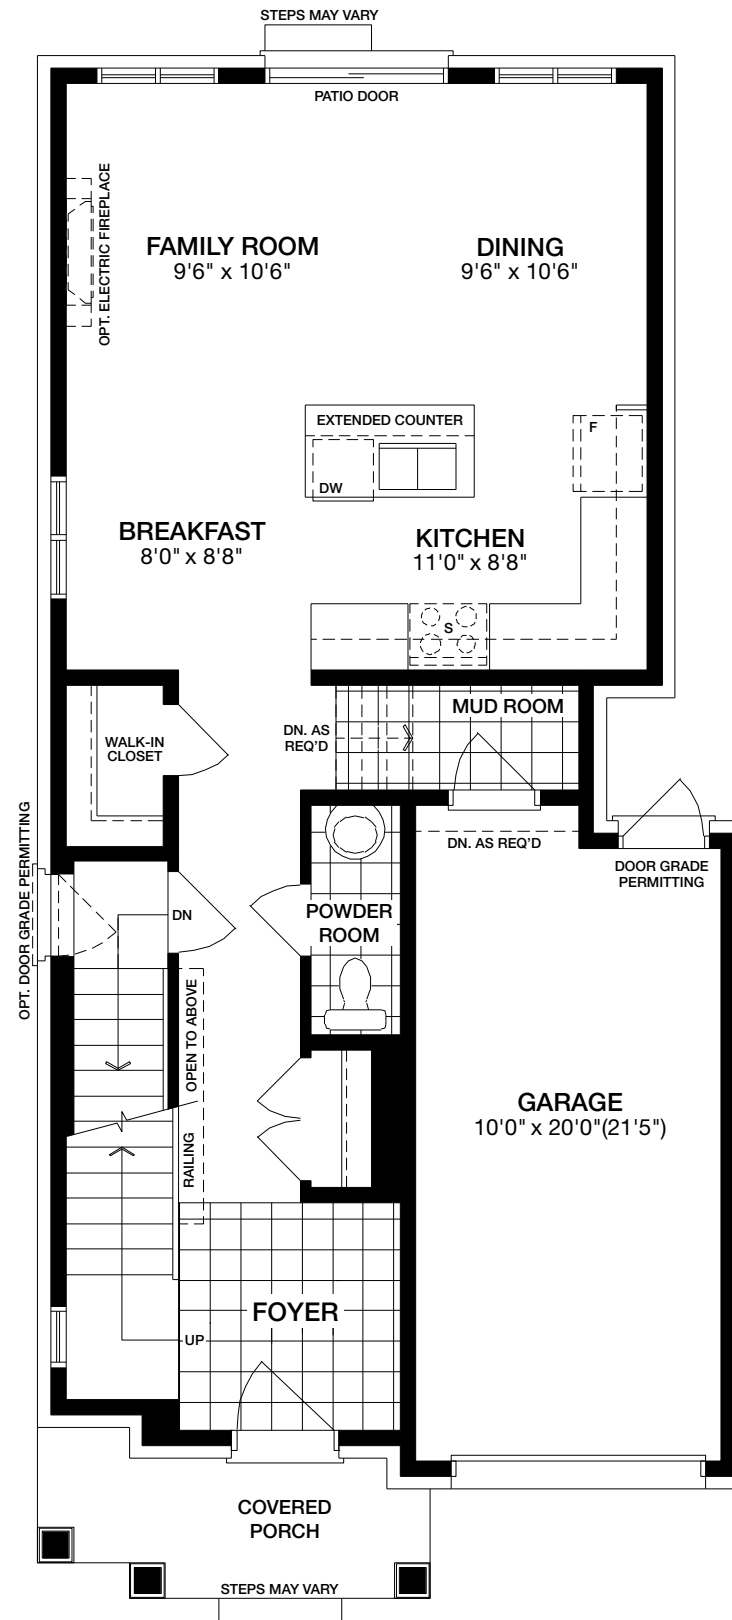 STEPS MAY VARY
PATIO DOOR
OPT. ELECTRIC FIREPLACE
FAMILY ROOM
9'6" x 10'6"
DINING
9'6" x 10'6"
EXTENDED COUNTER
F
DW
BREAKFAST
8'0" x 8'8"
KITCHEN
11'0" x 8'8"
S
MUD ROOM
DN. AS
REQ'D
WALK-IN
CLOSET
DN. AS REQ'D
DOOR GRADE
PERMITTING
OPT. DOOR GRADE PERMITTING
DN
POWDER
ROOM
OPEN TO ABOVE
RAILING
GARAGE
10'0" x 20'0"(21'5")
FOYER
UP
COVERED
PORCH
STEPS MAY VARY